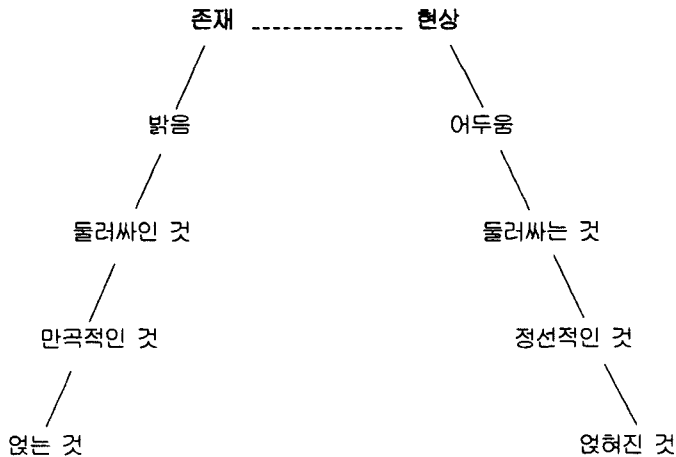 존재 현상
밝음 어두움
둘러싸인 것 둘러싸는 것
만곡적인 것 정선적인 것
얹는 것 얹혀진 것